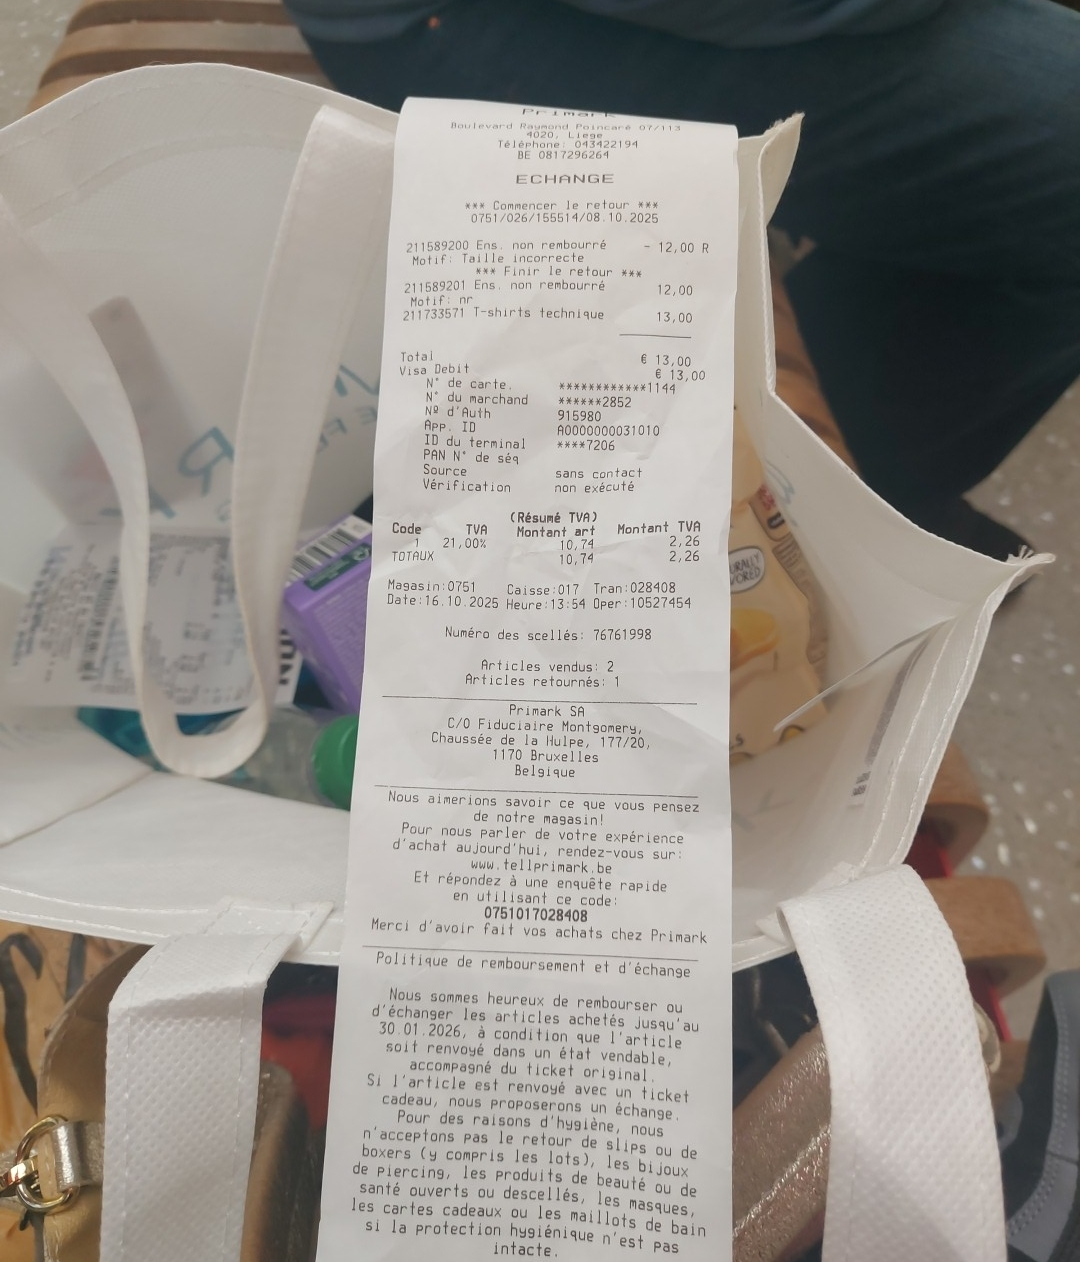 Primark
Boulevard Raymond Poincaré 07/113
4020, Liege
Téléphone: 043422194
BE 0817296264
ECHANGE
*** Commencer le retour ***
0751/026/155514/08.10.2025
211589200 Ens. non rembourré - 12,00 R
Motif: Taille incorrecte
*** Finir le retour ***
211589201 Ens. non rembourré 12,00
Motif: nr
211733571 T-shirts technique 13,00
Total € 13,00
Visa Debit € 13,00
N° de carte. ************1144
N° du marchand ******2852
Nº d'Auth 915980
App. ID A0000000031010
ID du terminal ****7206
PAN N° de séq
Source sans contact
Vérification non exécuté
(Résumé TVA)
Code TVA Montant art Montant TVA
1 21,00% 10,74 2,26
TOTAUX 10,74 2,26
Magasin:0751 Caisse:017 Tran:028408
Date:16.10.2025 Heure:13:54 Oper:10527454
Numéro des scellés: 76761998
Articles vendus: 2
Articles retournés: 1
Primark SA
C/O Fiduciaire Montgomery,
Chaussée de la Hulpe, 177/20,
1170 Bruxelles
Belgique
Nous aimerions savoir ce que vous pensez
de notre magasin!
Pour nous parler de votre expérience
d'achat aujourd'hui, rendez-vous sur:
www.tellprimark.be
Et répondez à une enquête rapide
en utilisant ce code:
0751017028408
Merci d'avoir fait vos achats chez Primark
Politique de remboursement et d'échange
Nous sommes heureux de rembourser ou
d'échanger les articles achetés jusqu'au
30.01.2026, à condition que l'article
soit renvoyé dans un état vendable,
accompagné du ticket original.
Si l'article est renvoyé avec un ticket
cadeau, nous proposerons un échange.
Pour des raisons d'hygiène, nous
n'acceptons pas le retour de slips ou de
boxers (y compris les lots), les bijoux
de piercing, les produits de beauté ou de
santé ouverts ou descellés, les masques,
les cartes cadeaux ou les maillots de bain
si la protection hygiénique n'est pas
intacte.